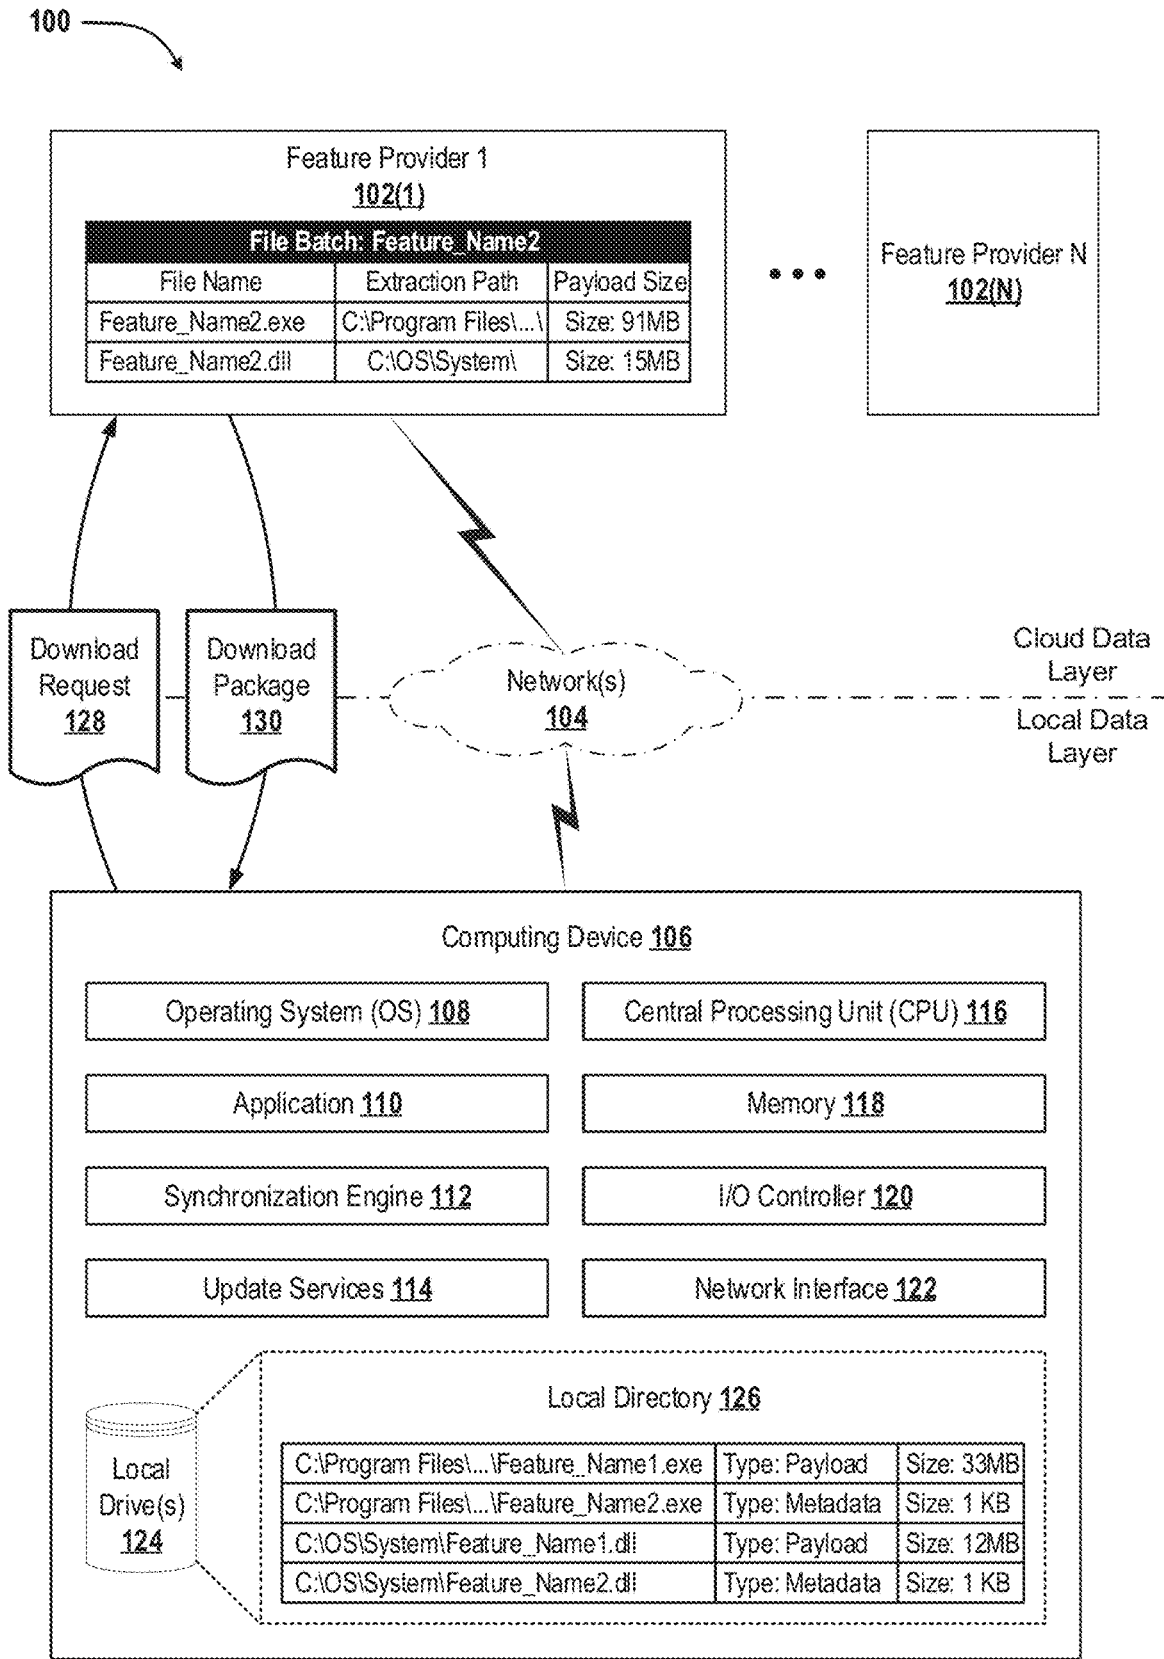 100
Feature Provider 1
102(1)
File Batch: Feature_Name2
File Name Extraction Path Payload Size
Feature_Name2.exe C:\Program Files\...\ Size: 91MB
Feature_Name2.dll C:\OS\System\ Size: 15MB
Feature Provider N
102(N)
Download
Request
128
Download
Package
130
Network(s)
104
Cloud Data
Layer
Local Data
Layer
Computing Device 106
Operating System (OS) 108
Central Processing Unit (CPU) 116
Application 110
Memory 118
Synchronization Engine 112
I/O Controller 120
Update Services 114
Network Interface 122
Local
Drive(s)
124
Local Directory 126
C:\Program Files\...\Feature_Name1.exe Type: Payload Size: 33MB
C:\Program Files\...\Feature_Name2.exe Type: Metadata Size: 1 KB
C:\OS\System\Feature_Name1.dll Type: Payload Size: 12MB
C:\OS\System\Feature_Name2.dll Type: Metadata Size: 1 KB